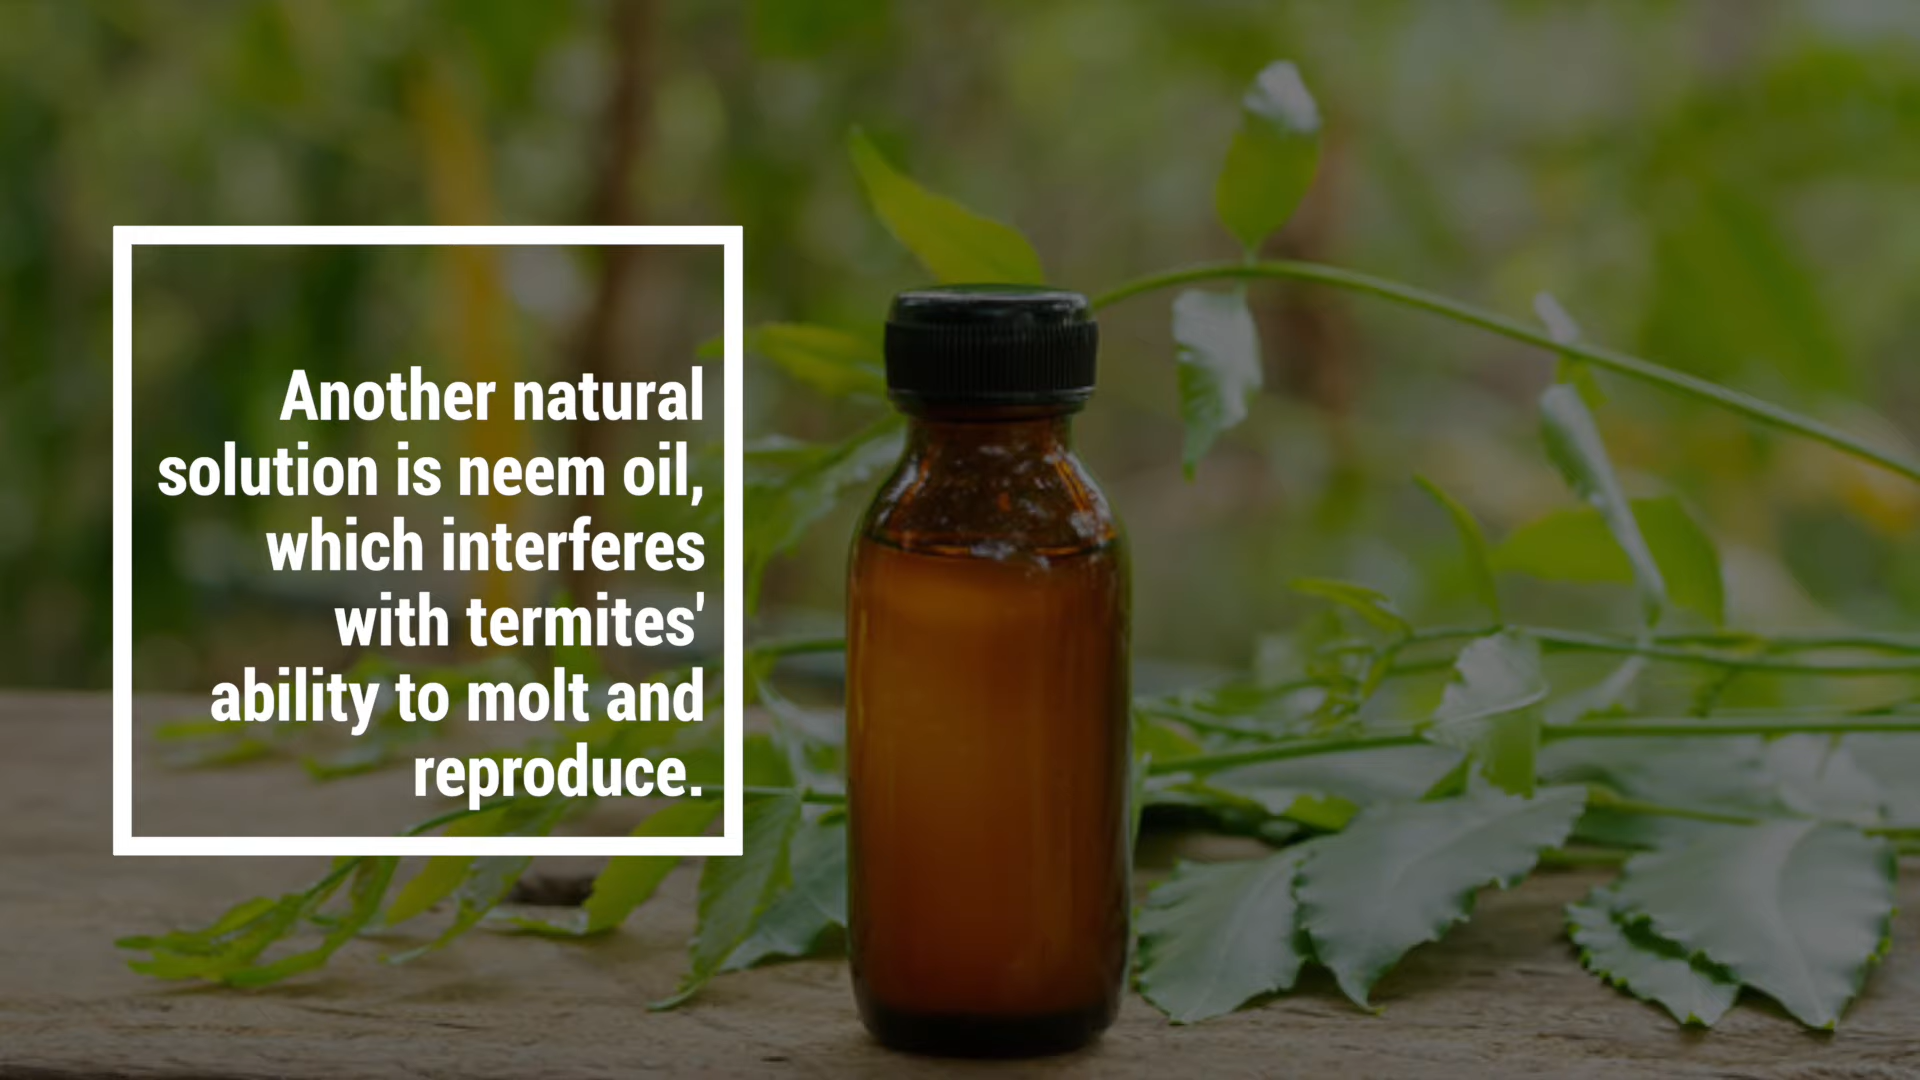 Another natural
solution is neem oil,
which interferes
with termites'
ability to molt and
reproduce.